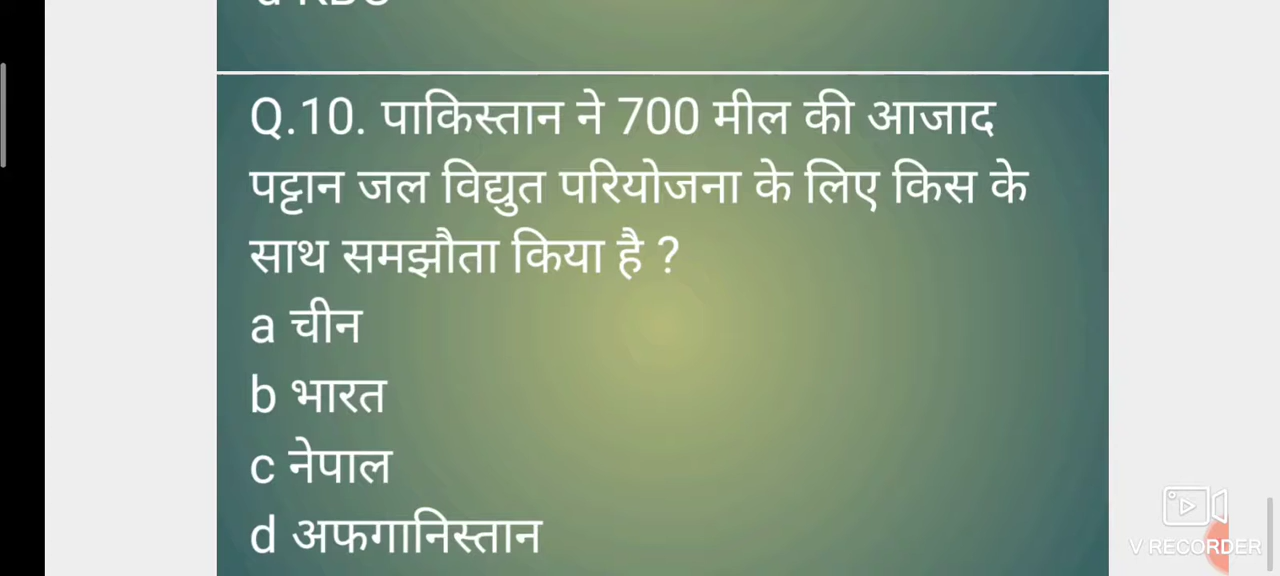 Q.10. पाकिस्तान ने 700 मील की आजाद
पट्टान जल विद्युत परियोजना के लिए किस के
साथ समझौता किया है ?
a चीन
b भारत
c नेपाल
d अफगानिस्तान
V RECORDER